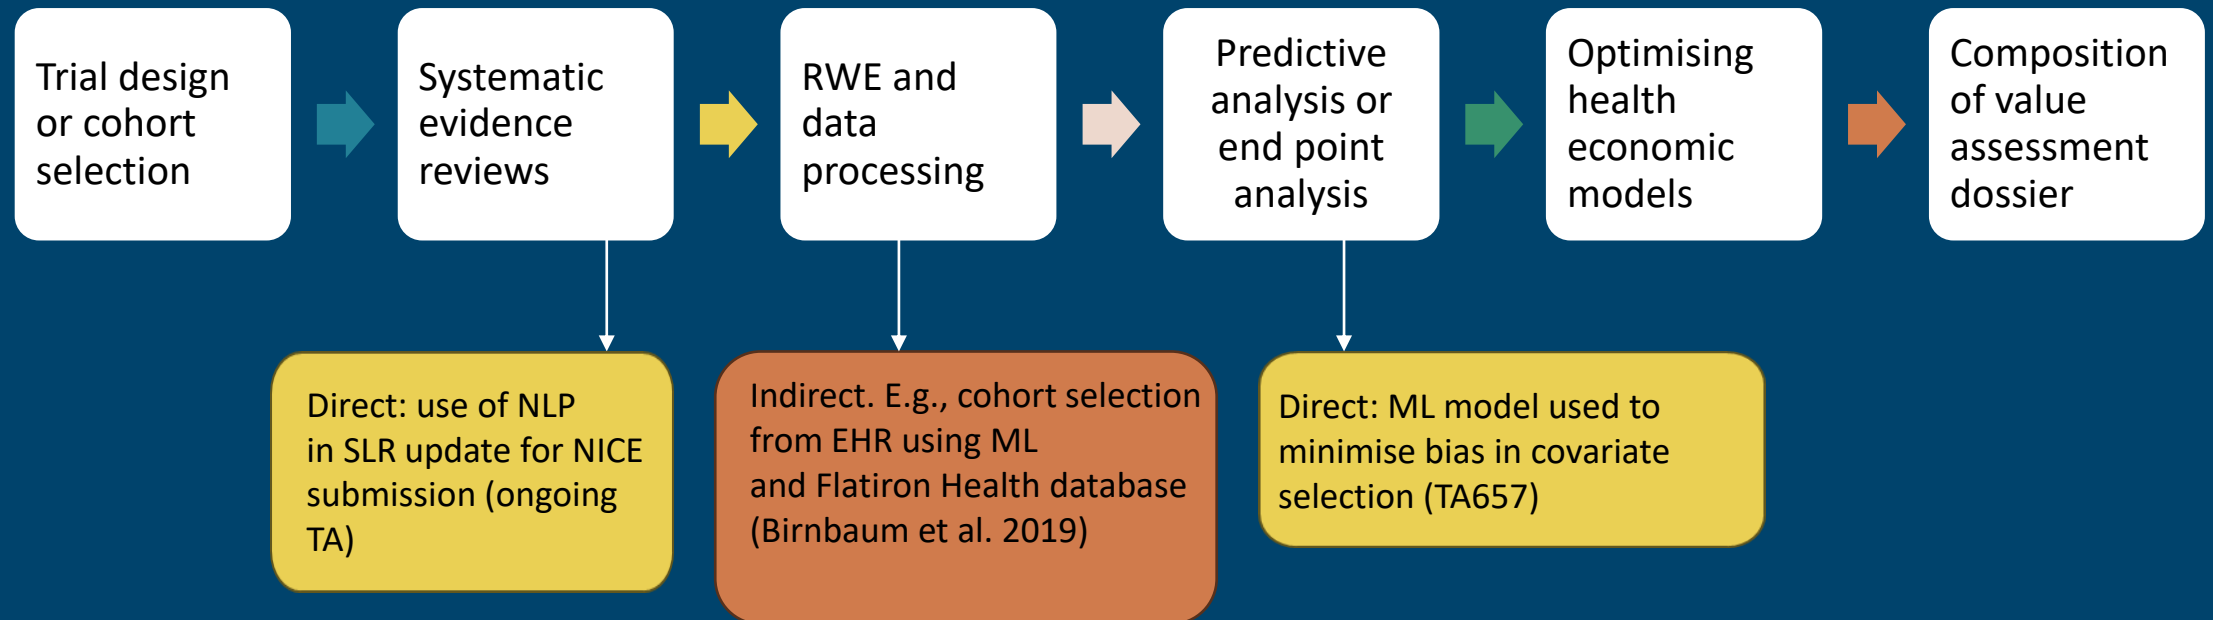 Trial design
or cohort
selection
Systematic
evidence
reviews
RWE and
data
processing
Predictive
analysis or
end point
analysis
Optimising
health
economic
models
Composition
of value
assessment
dossier
Direct: use of NLP
in SLR update for NICE
submission (ongoing
TA)
Indirect. E.g., cohort selection
from EHR using ML
and Flatiron Health database
(Birnbaum et al. 2019)
Direct: ML model used to
minimise bias in covariate
selection (TA657)